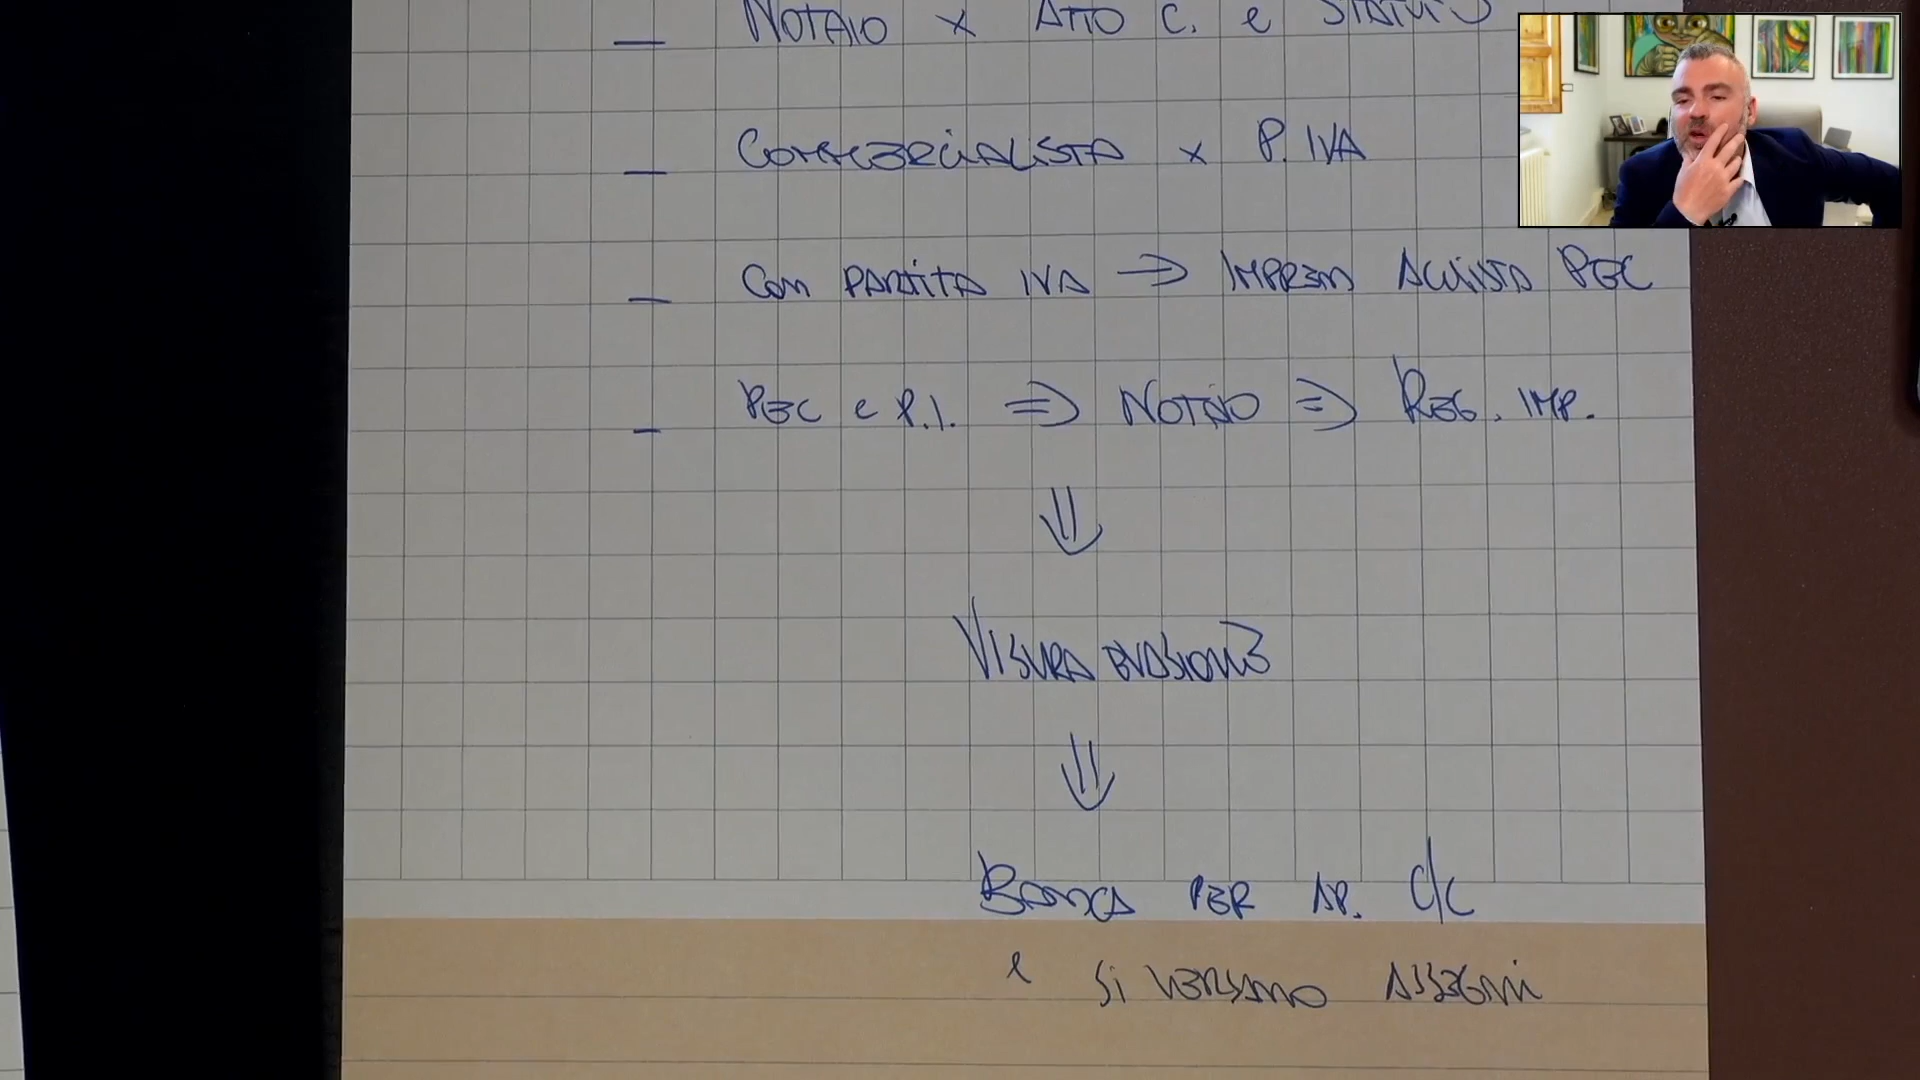 — NOTAIO x ATTO C. e STATUTO
— COMMERCIALISTA x P. IVA
— CON PARTITA IVA => IMPRESA ACQUISTA PEC
— PEC e P.I. => NOTAIO => REG. IMP.
VISURA EVASIONE
BANCA PER AP. C/C
e SI VERSANO ASSEGNI